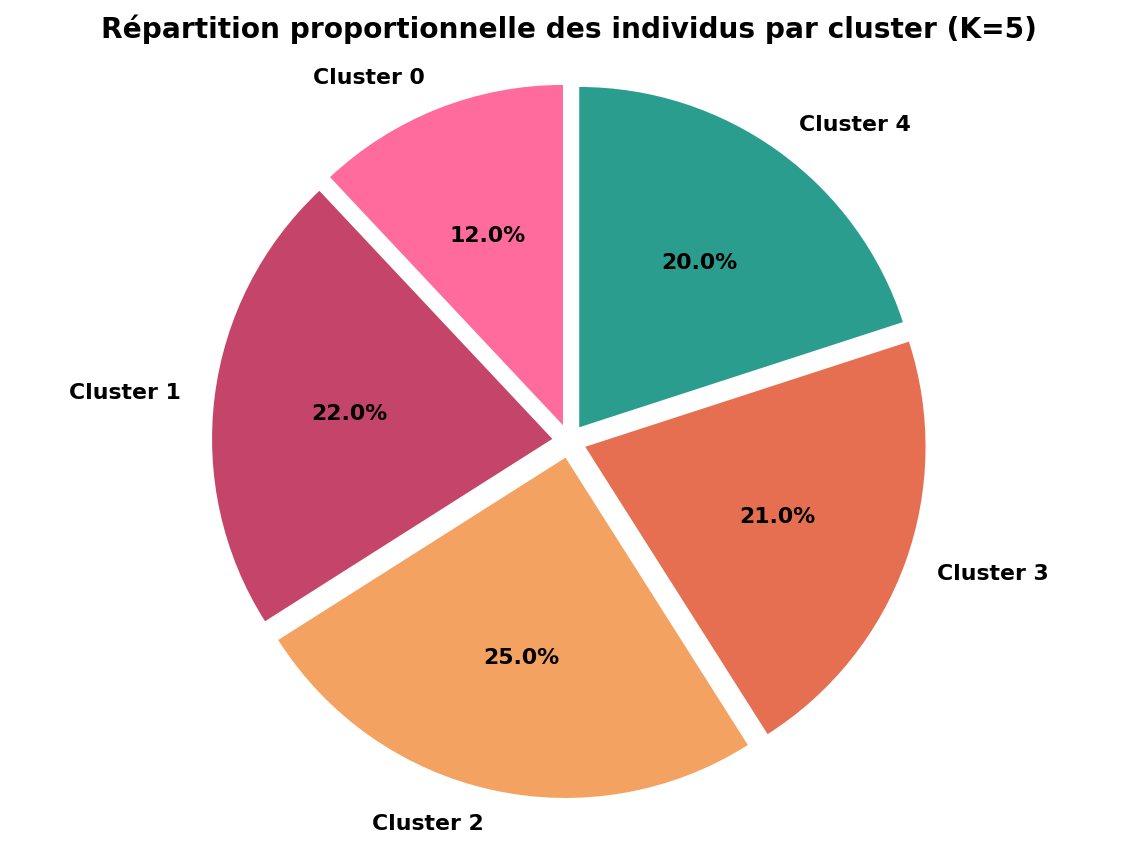 Répartition proportionnelle des individus par cluster (K=5)
Cluster 0
Cluster 4
12.0%
20.0%
Cluster 1
22.0%
21.0%
Cluster 3
25.0%
Cluster 2